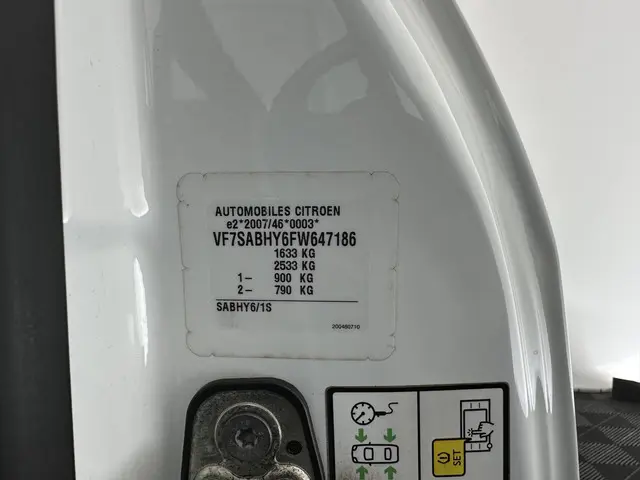 AUTOMOBILES CITROEN
e2*2007/46*0003*
VF7SABHY6FW647186
1633 KG
2533 KG
1- 900 KG
2- 790 KG
SABHY6/1S
200480710
SET